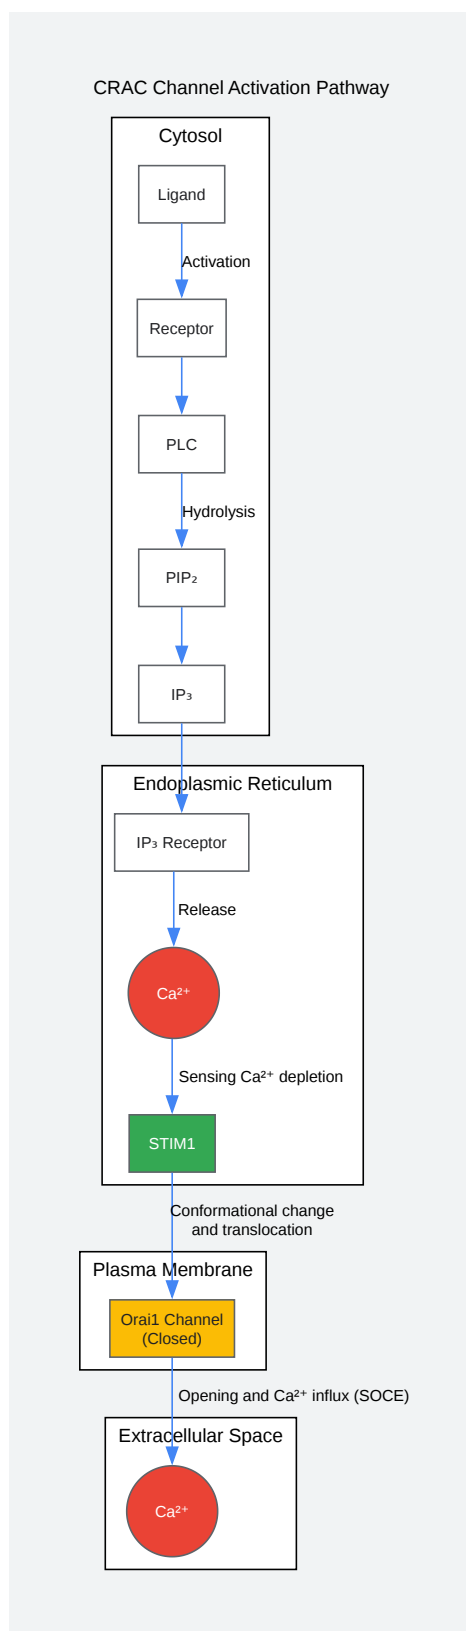 CRAC Channel Activation Pathway
Cytosol
Ligand
Activation
Receptor
PLC
Hydrolysis
PIP₂
IP₃
Endoplasmic Reticulum
IP₃ Receptor
Release
Ca²⁺
Sensing Ca²⁺ depletion
STIM1
Conformational change
and translocation
Plasma Membrane
Orai1 Channel
(Closed)
Opening and Ca²⁺ influx (SOCE)
Extracellular Space
Ca²⁺